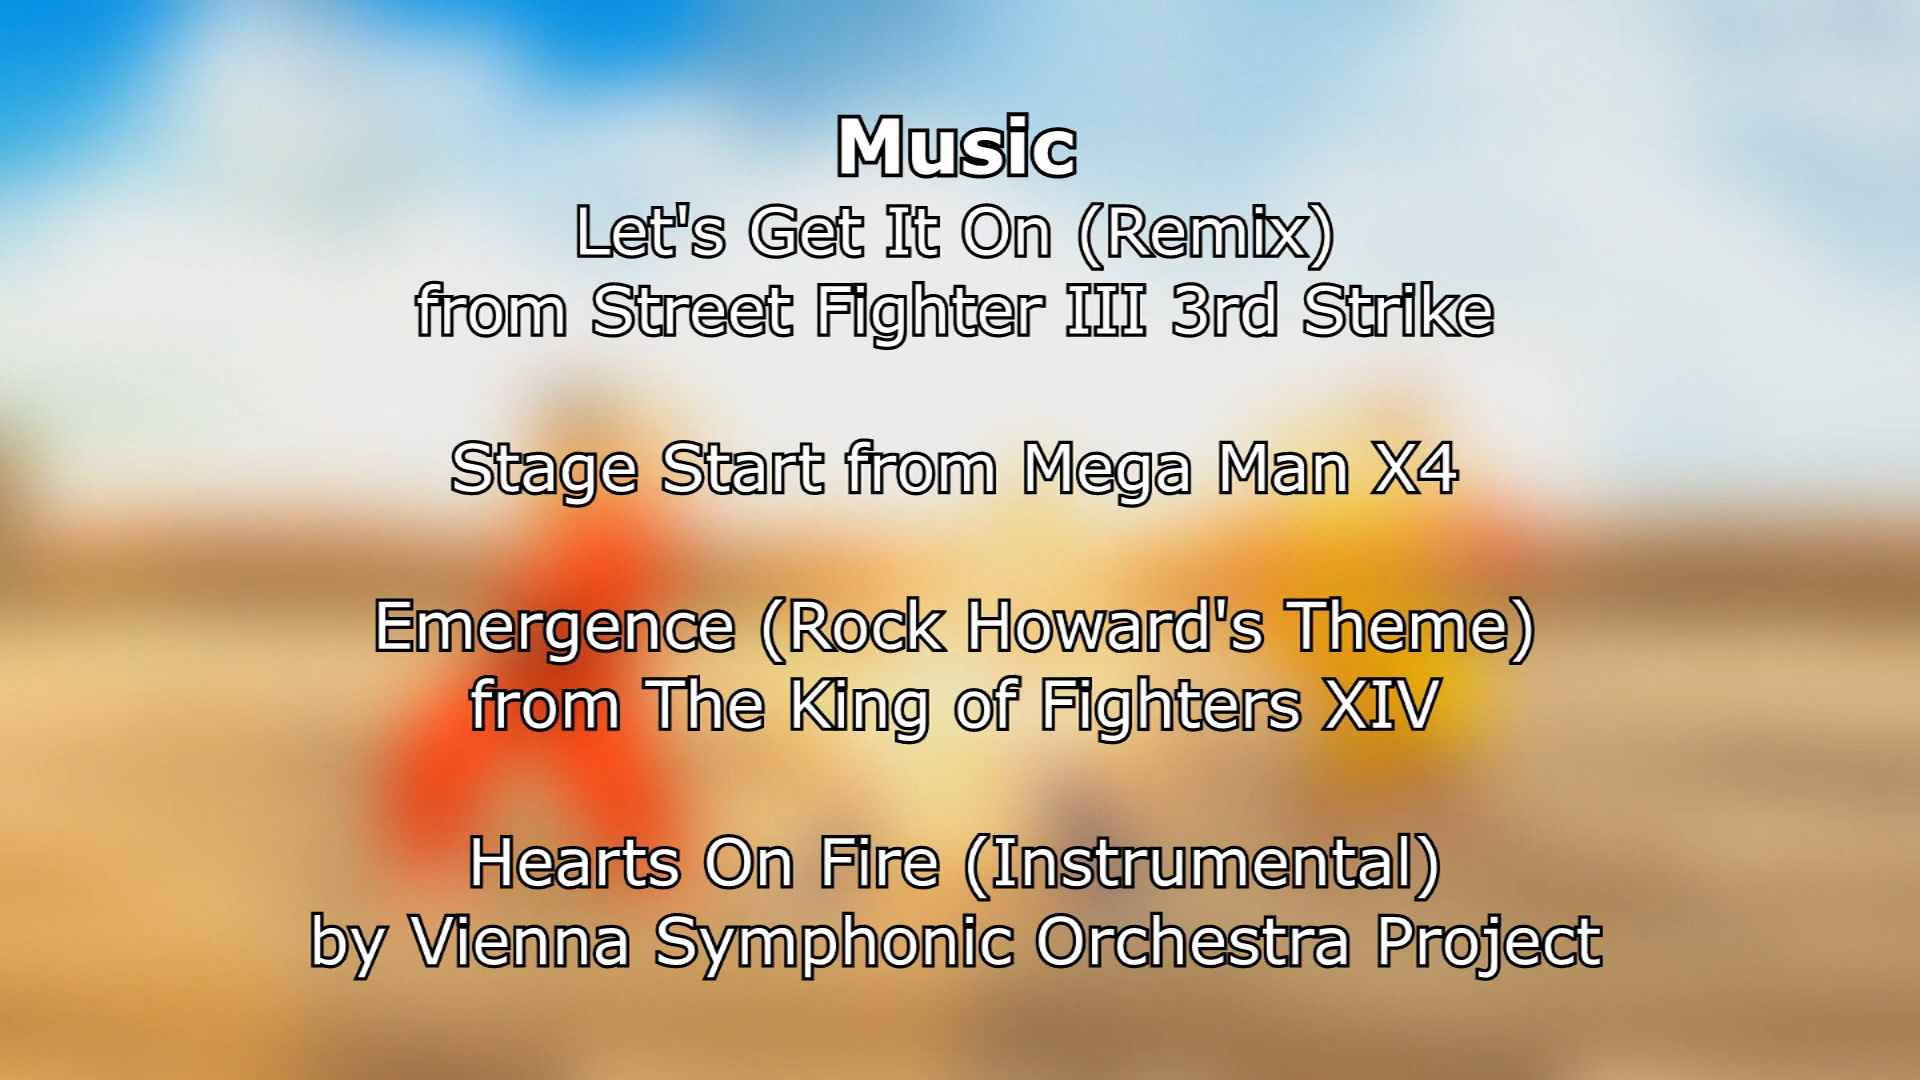 Music
Let's Get It On (Remix)
from Street Fighter III 3rd Strike
Stage Start from Mega Man X4
Emergence (Rock Howard's Theme)
from The King of Fighters XIV
Hearts On Fire (Instrumental)
by Vienna Symphonic Orchestra Project